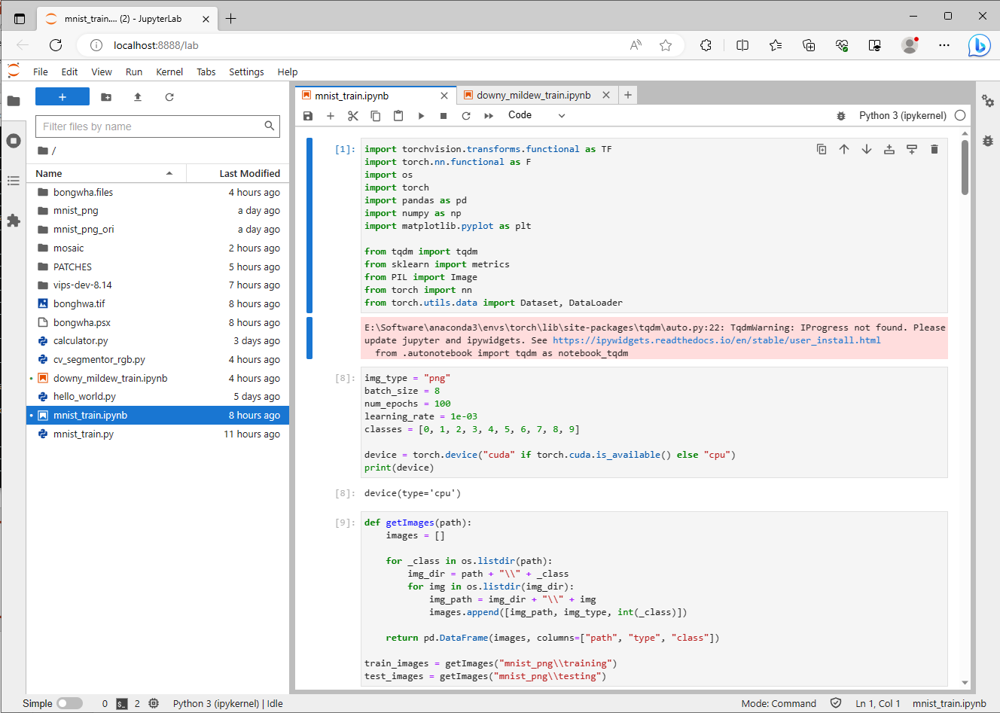 mnist_train.... (2) - JupyterLab
localhost:8888/lab
File Edit View Run Kernel Tabs Settings Help
mnist_train.ipynb
downy_mildew_train.ipynb
Code
Python 3 (ipykernel)
Filter files by name
/
Name Last Modified
bongwha.files 4 hours ago
mnist_png a day ago
mnist_png_ori a day ago
mosaic 2 hours ago
PATCHES 5 hours ago
vips-dev-8.14 7 hours ago
bonghwa.tif 8 hours ago
bongwha.psx 8 hours ago
calculator.py 3 days ago
cv_segmentor_rgb.py 4 hours ago
downy_mildew_train.ipynb 4 hours ago
hello_world.py 5 days ago
mnist_train.ipynb 8 hours ago
mnist_train.py 11 hours ago
[1]: import torchvision.transforms.functional as TF
import torch.nn.functional as F
import os
import torch
import pandas as pd
import numpy as np
import matplotlib.pyplot as plt
from tqdm import tqdm
from sklearn import metrics
from PIL import Image
from torch import nn
from torch.utils.data import Dataset, DataLoader
E:\Software\anaconda3\envs\torch\lib\site-packages\tqdm\auto.py:22: TqdmWarning: IProgress not found. Please
update jupyter and ipywidgets. See https://ipywidgets.readthedocs.io/en/stable/user_install.html
from .autonotebook import tqdm as notebook_tqdm
[8]: img_type = "png"
batch_size = 8
num_epochs = 100
learning_rate = 1e-03
classes = [0, 1, 2, 3, 4, 5, 6, 7, 8, 9]
device = torch.device("cuda" if torch.cuda.is_available() else "cpu")
print(device)
[8]: device(type='cpu')
[9]: def getImages(path):
images = []
for _class in os.listdir(path):
img_dir = path + "\\" + _class
for img in os.listdir(img_dir):
img_path = img_dir + "\\" + img
images.append([img_path, img_type, int(_class)])
return pd.DataFrame(images, columns=["path", "type", "class"])
train_images = getImages("mnist_png\\training")
test_images = getImages("mnist_png\\testing")
Simple 0 $_ 2 Python 3 (ipykernel) | Idle Mode: Command Ln 1, Col 1 mnist_train.ipynb